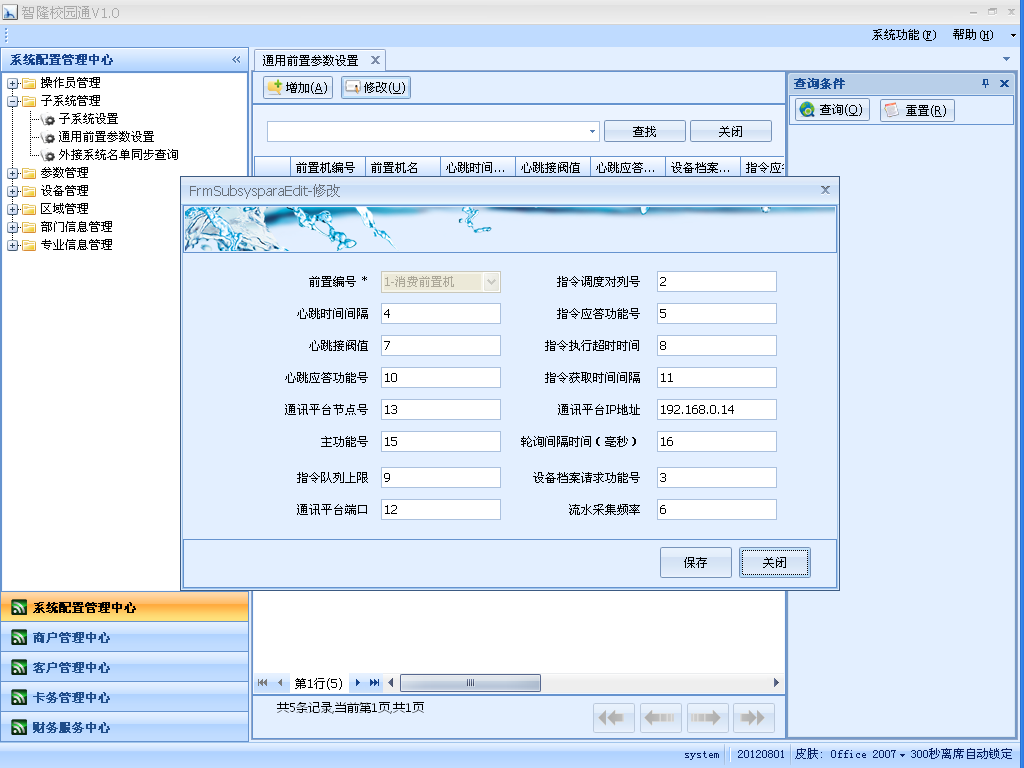 智隆校园通V1.0
系统功能(F) 帮助(H)
系统配置管理中心
操作员管理
子系统管理
子系统设置
通用前置参数设置
外接系统名单同步查询
参数管理
设备管理
区域管理
部门信息管理
专业信息管理
通用前置参数设置
增加(A) 修改(U)
查找 关闭
前置机编号 前置机名 心跳时间... 心跳接阀值 心跳应答... 设备档案... 指令应
查询条件
查询(Q) 重置(R)
FrmSubsysparaEdit-修改
前置编号 * 1-消费前置机 指令调度对列号 2
心跳时间间隔 4 指令应答功能号 5
心跳接阀值 7 指令执行超时时间 8
心跳应答功能号 10 指令获取时间间隔 11
通讯平台节点号 13 通讯平台IP地址 192.168.0.14
主功能号 15 轮询间隔时间（毫秒） 16
指令队列上限 9 设备档案请求功能号 3
通讯平台端口 12 流水采集频率 6
保存 关闭
系统配置管理中心
商户管理中心
客户管理中心
卡务管理中心
财务服务中心
第1行(5)
共5条记录,当前第1页,共1页
system 20120801 皮肤: Office 2007 300秒离席自动锁定